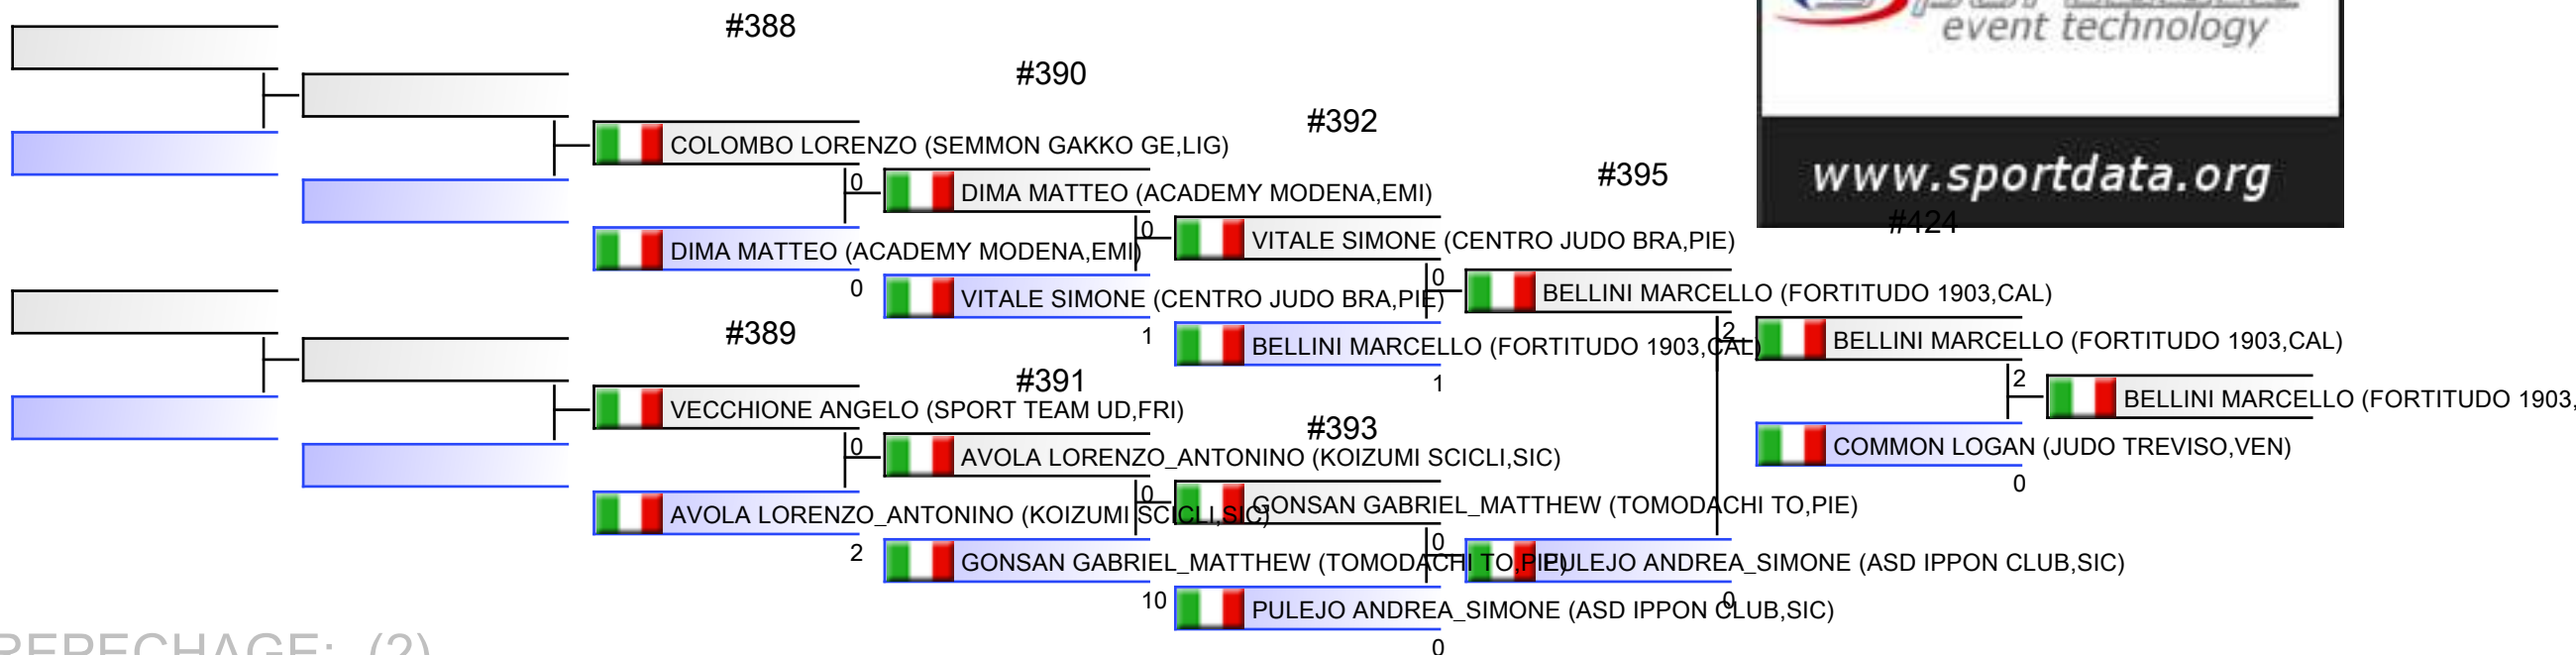 event technology
#388
#390
#392
COLOMBO LORENZO (SEMMON GAKKO GE,LIG)
#395
www.sportdata.org
0
DIMA MATTEO (ACADEMY MODENA,EMI)
#424
0
DIMA MATTEO (ACADEMY MODENA,EMI)
VITALE SIMONE (CENTRO JUDO BRA,PIE)
0
0
VITALE SIMONE (CENTRO JUDO BRA,PIE)
BELLINI MARCELLO (FORTITUDO 1903,CAL)
#389
1
BELLINI MARCELLO (FORTITUDO 1903,CAL)
2
BELLINI MARCELLO (FORTITUDO 1903,CAL)
#391
1
2
VECCHIONE ANGELO (SPORT TEAM UD,FRI)
BELLINI MARCELLO (FORTITUDO 1903,
#393
0
AVOLA LORENZO_ANTONINO (KOIZUMI SCICLI,SIC)
COMMON LOGAN (JUDO TREVISO,VEN)
0
0
AVOLA LORENZO_ANTONINO (KOIZUMI SCICLI,SIC)
GONSAN GABRIEL_MATTHEW (TOMODACHI TO,PIE)
2
0
GONSAN GABRIEL_MATTHEW (TOMODACHI TO,PIE)
PULEJO ANDREA_SIMONE (ASD IPPON CLUB,SIC)
10
0
PULEJO ANDREA_SIMONE (ASD IPPON CLUB,SIC)
0
REPECHAGE: (2)